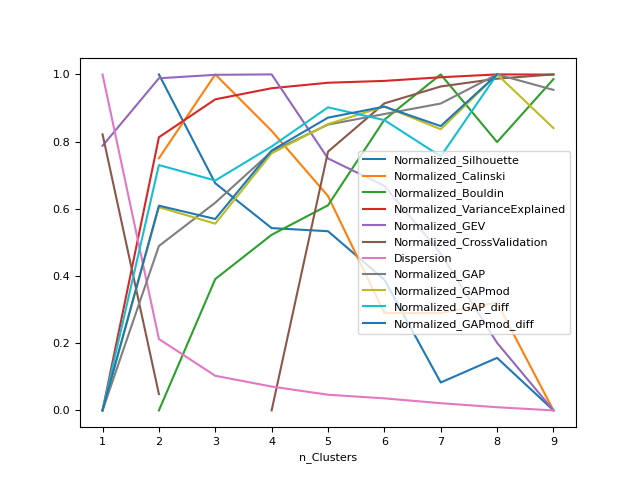 1.0
0.8
0.6
0.4
0.2
0.0
1 2 3 4 5 6 7 8 9
n_Clusters
Normalized_Silhouette
Normalized_Calinski
Normalized_Bouldin
Normalized_VarianceExplained
Normalized_GEV
Normalized_CrossValidation
Dispersion
Normalized_GAP
Normalized_GAPmod
Normalized_GAP_diff
Normalized_GAPmod_diff